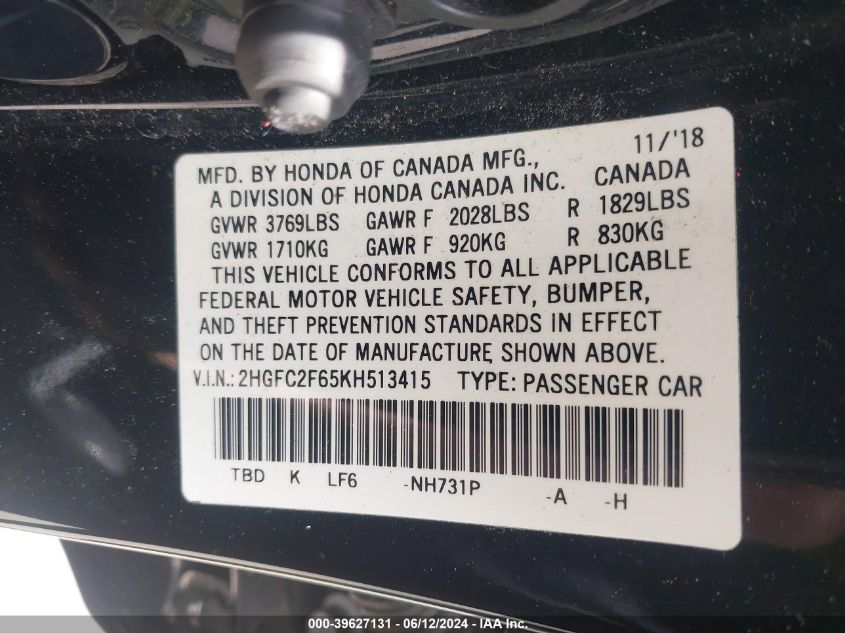 11/'18
MFD. BY HONDA OF CANADA MFG., CANADA
A DIVISION OF HONDA CANADA INC.
GVWR 3769LBS GAWR F 2028LBS R 1829LBS
GVWR 1710KG GAWR F 920KG R 830KG
THIS VEHICLE CONFORMS TO ALL APPLICABLE
FEDERAL MOTOR VEHICLE SAFETY, BUMPER,
AND THEFT PREVENTION STANDARDS IN EFFECT
ON THE DATE OF MANUFACTURE SHOWN ABOVE.
V.I.N.: 2HGFC2F65KH513415 TYPE: PASSENGER CAR
TBD K LF6 -NH731P -A -H
000-39627131 - 06/12/2024 - IAA Inc.